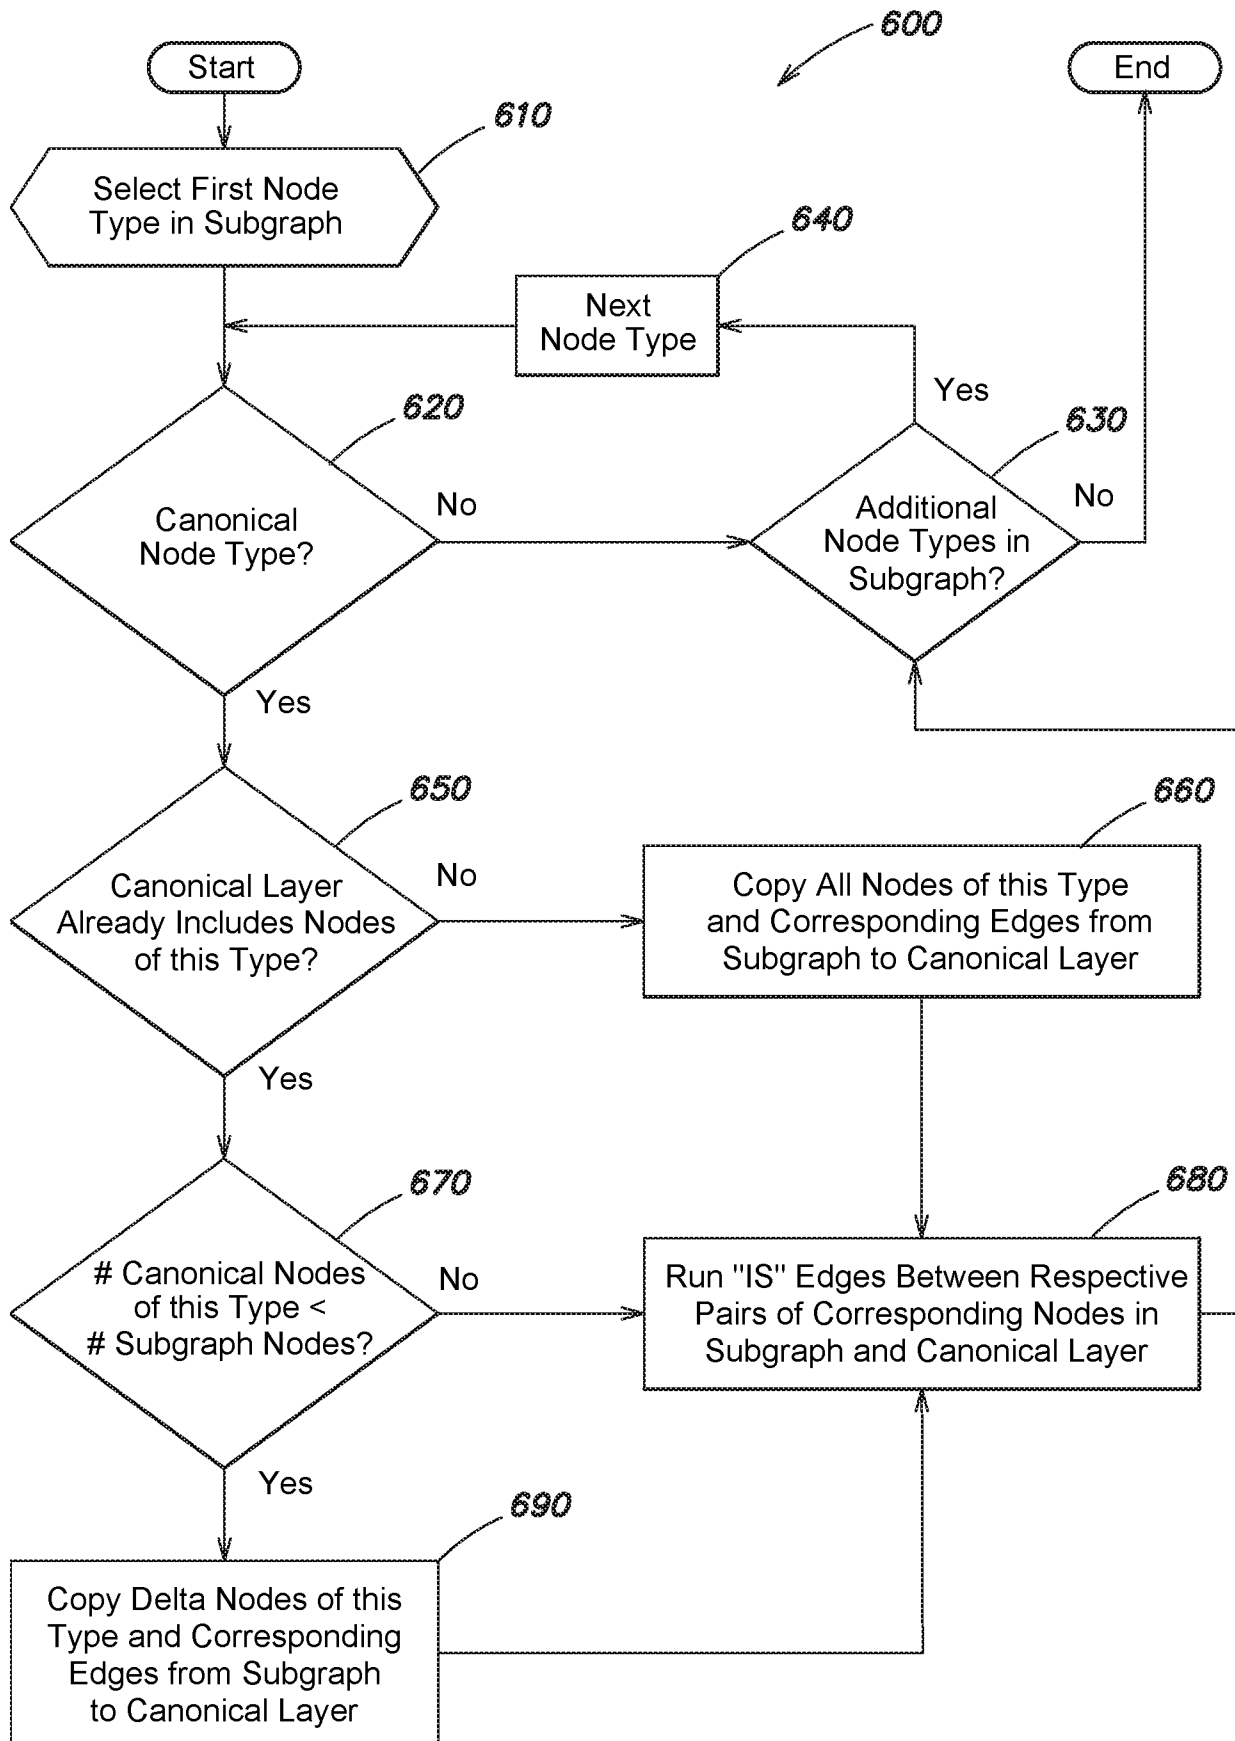 600
Start
End
610
Select First Node
Type in Subgraph
640
Next
Node Type
Yes
620
630
Canonical
Node Type?
No
Additional
Node Types in
Subgraph?
No
Yes
650
660
Canonical Layer
Already Includes Nodes
of this Type?
No
Copy All Nodes of this Type
and Corresponding Edges from
Subgraph to Canonical Layer
Yes
670
680
# Canonical Nodes
of this Type <
# Subgraph Nodes?
No
Run "IS" Edges Between Respective
Pairs of Corresponding Nodes in
Subgraph and Canonical Layer
Yes
690
Copy Delta Nodes of this
Type and Corresponding
Edges from Subgraph
to Canonical Layer